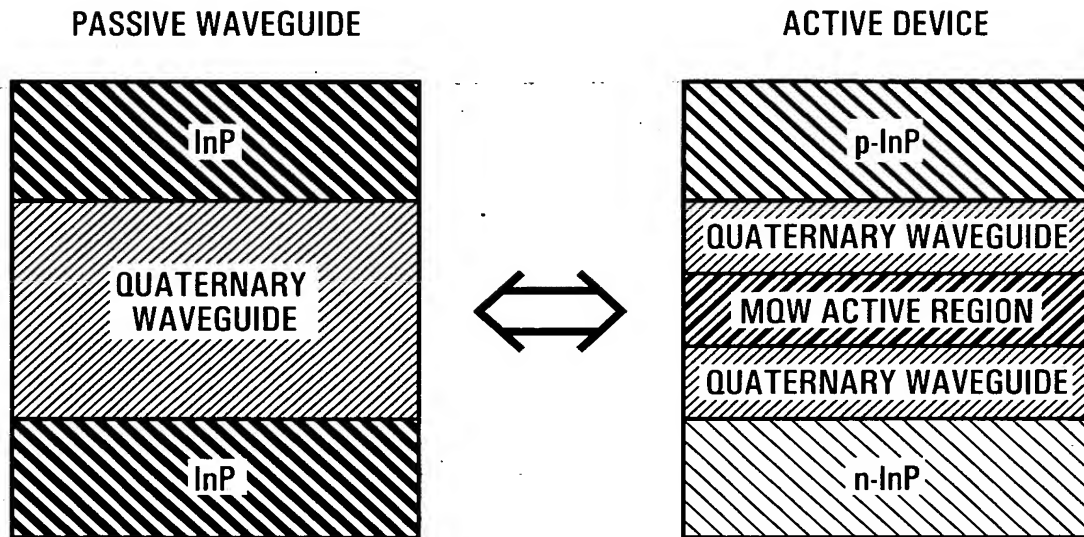 PASSIVE WAVEGUIDE
InP
QUATERNARY
WAVEGUIDE
InP
ACTIVE DEVICE
p-InP
QUATERNARY WAVEGUIDE
MQW ACTIVE REGION
QUATERNARY WAVEGUIDE
n-InP